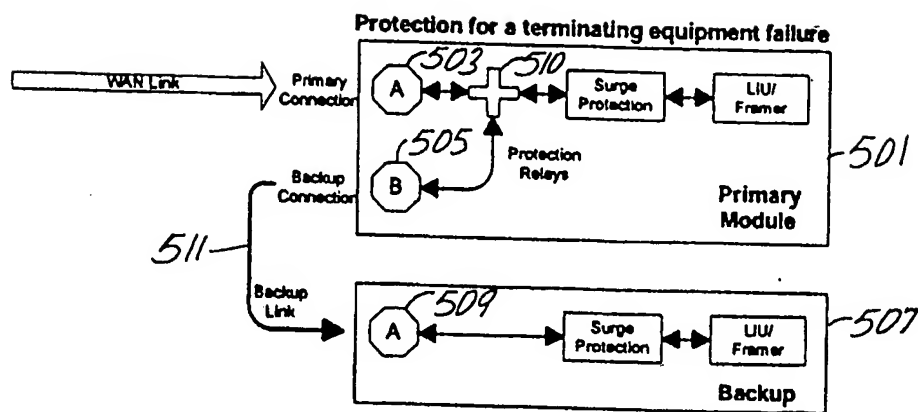 Protection for a terminating equipment failure
WAN Link
Primary
Connection
A
503
510
Surge
Protection
LIU/
Framer
505
B
Protection
Relays
501
Backup
Connection
Primary
Module
511
Backup
Link
A
509
Surge
Protection
LIU/
Framer
507
Backup